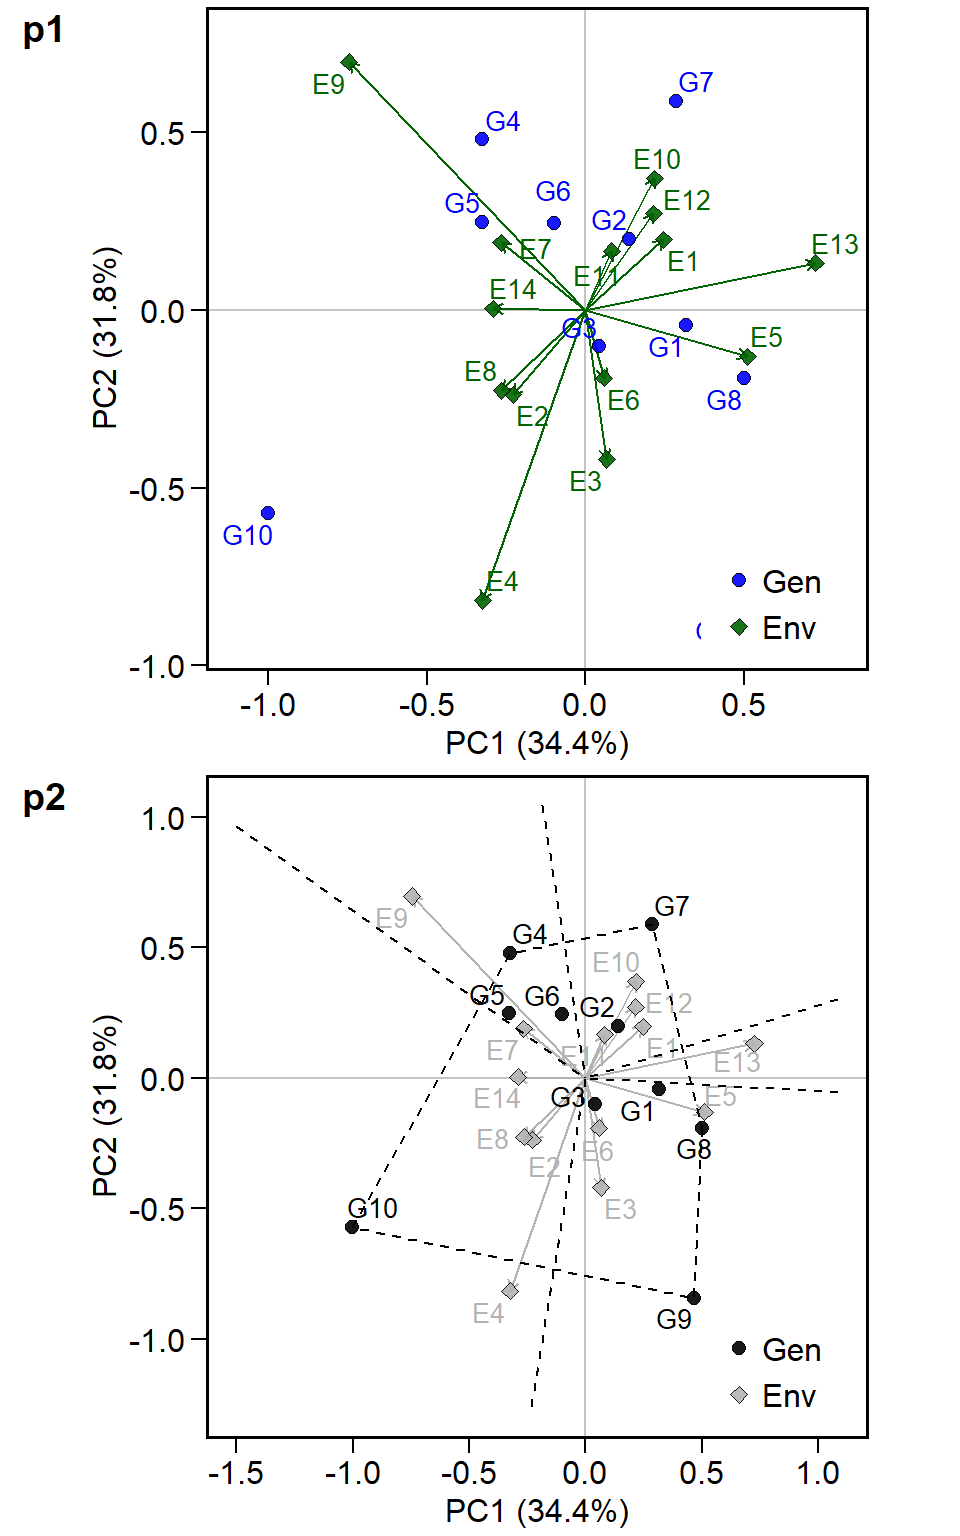 p1
E9
G7
G4
0.5
E10
G6
G5
E12
G2
E7
E13
E1
E11
E14
0.0
G3
E5
G1
E8
G8
E6
E2
E3
-0.5
G10
E4
Gen
Env
-1.0
-1.0 -0.5 0.0 0.5
PC1 (34.4%)
PC2 (31.8%)
p2
1.0
G7
E9
G4
0.5
E10
G5 G6
G2 E12
E7
E1
E13
0.0
E14
G3
G1
E5
E8
G8
E6
E2
G10
E3
-0.5
E4
G9
-1.0
Gen
Env
-1.5 -1.0 -0.5 0.0 0.5 1.0
PC1 (34.4%)
PC2 (31.8%)